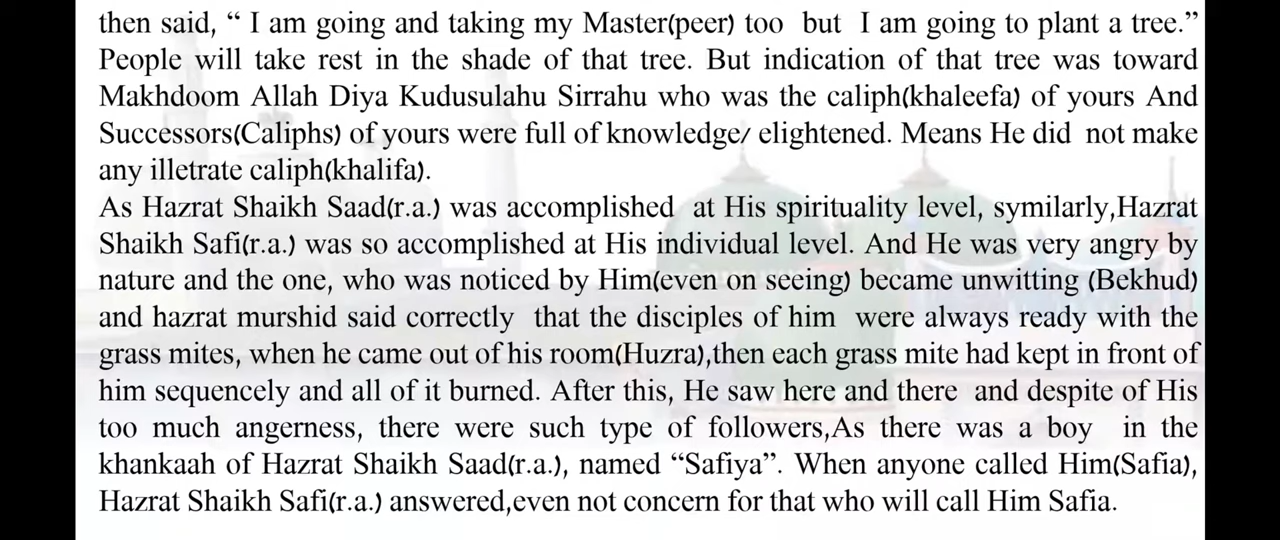 then said, “ I am going and taking my Master(peer) too but I am going to plant a tree.”
People will take rest in the shade of that tree. But indication of that tree was toward
Makhdoom Allah Diya Kudusulahu Sirrahu who was the caliph(khaleefa) of yours And
Successors(Caliphs) of yours were full of knowledge/ elightened. Means He did not make
any illetrate caliph(khalifa).
As Hazrat Shaikh Saad(r.a.) was accomplished at His spirituality level, symilarly,Hazrat
Shaikh Safi(r.a.) was so accomplished at His individual level. And He was very angry by
nature and the one, who was noticed by Him(even on seeing) became unwitting (Bekhud)
and hazrat murshid said correctly that the disciples of him were always ready with the
grass mites, when he came out of his room(Huzra),then each grass mite had kept in front of
him sequencely and all of it burned. After this, He saw here and there and despite of His
too much angerness, there were such type of followers,As there was a boy in the
khankaah of Hazrat Shaikh Saad(r.a.), named “Safiya”. When anyone called Him(Safia),
Hazrat Shaikh Safi(r.a.) answered,even not concern for that who will call Him Safia.